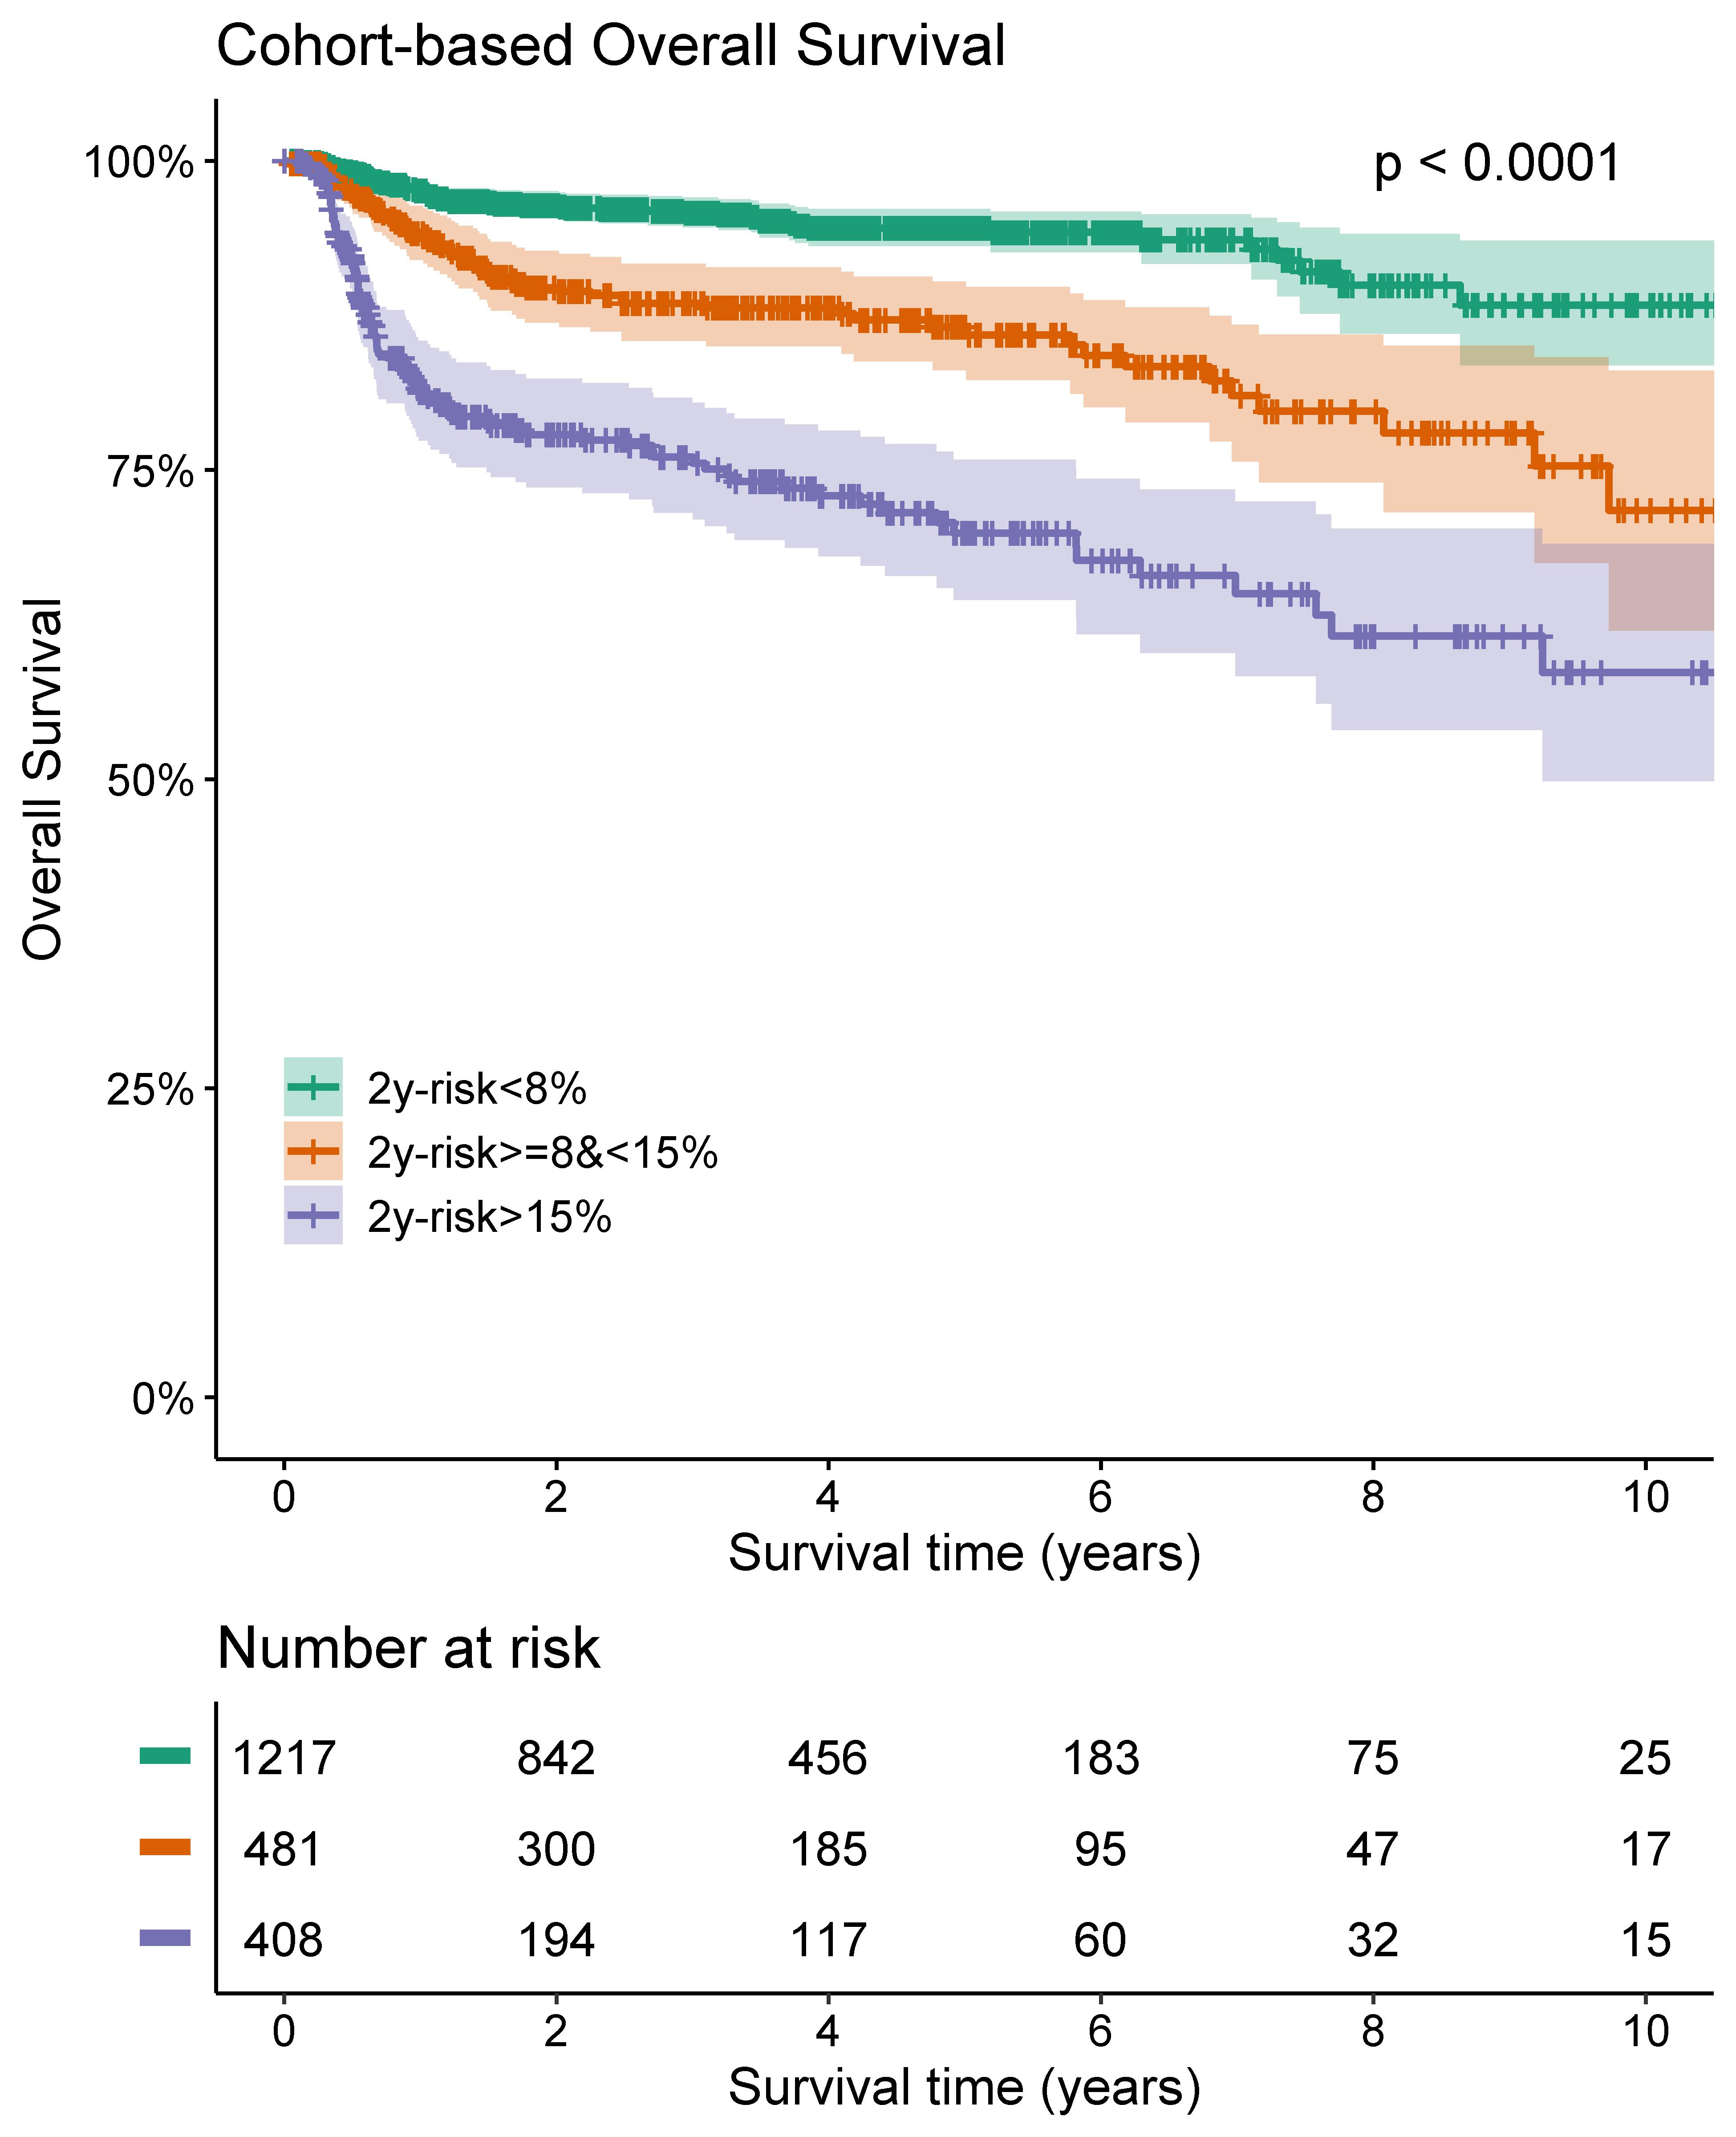 Cohort-based Overall Survival
p < 0.0001
100%
75%
50%
25%
0%
Overall Survival
2y-risk<8%
2y-risk>=8&<15%
2y-risk>15%
0 2 4 6 8 10
Survival time (years)
Number at risk
1217 842 456 183 75 25
481 300 185 95 47 17
408 194 117 60 32 15
0 2 4 6 8 10
Survival time (years)